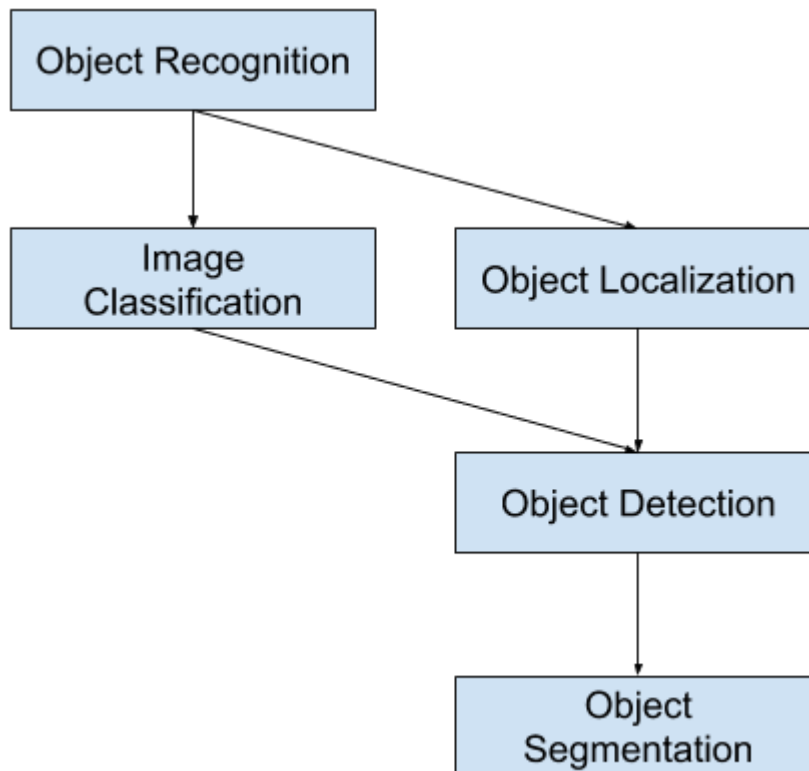 Object Recognition
Image
Classification
Object Localization
Object Detection
Object
Segmentation